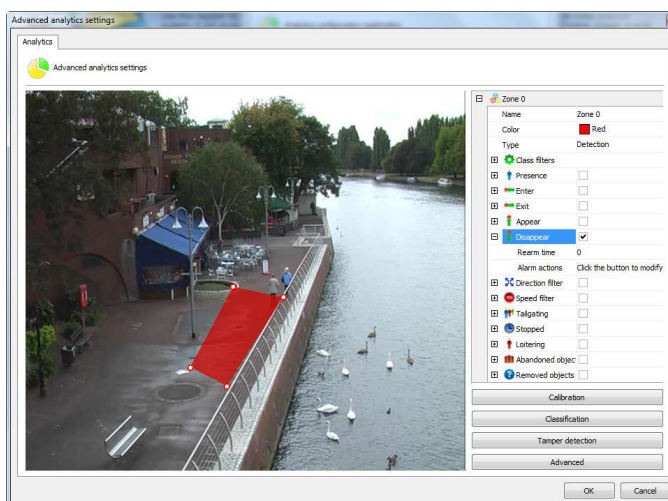 Advanced analytics settings
Analytics
Advanced analytics settings
Zone 0
Name Zone 0
Color Red
Type Detection
Class filters
Presence
Enter
Exit
Appear
Disappear
Rearm time 0
Alarm actions Click the button to modify
Direction filter
Speed filter
Tailgating
Stopped
Loitering
Abandoned objec
Removed objects
Calibration
Classification
Tamper detection
Advanced
OK Cancel